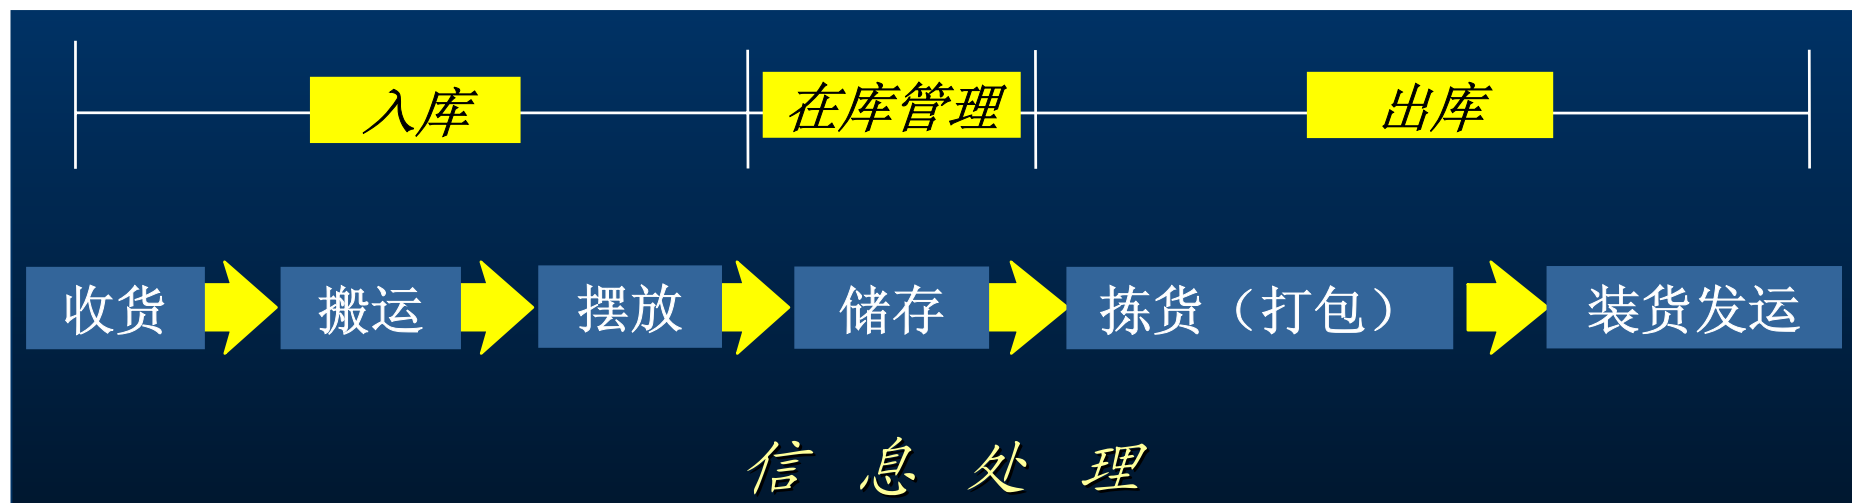 入库 在库管理 出库
收货 搬运 摆放 储存 拣货（打包） 装货发运
信息处理